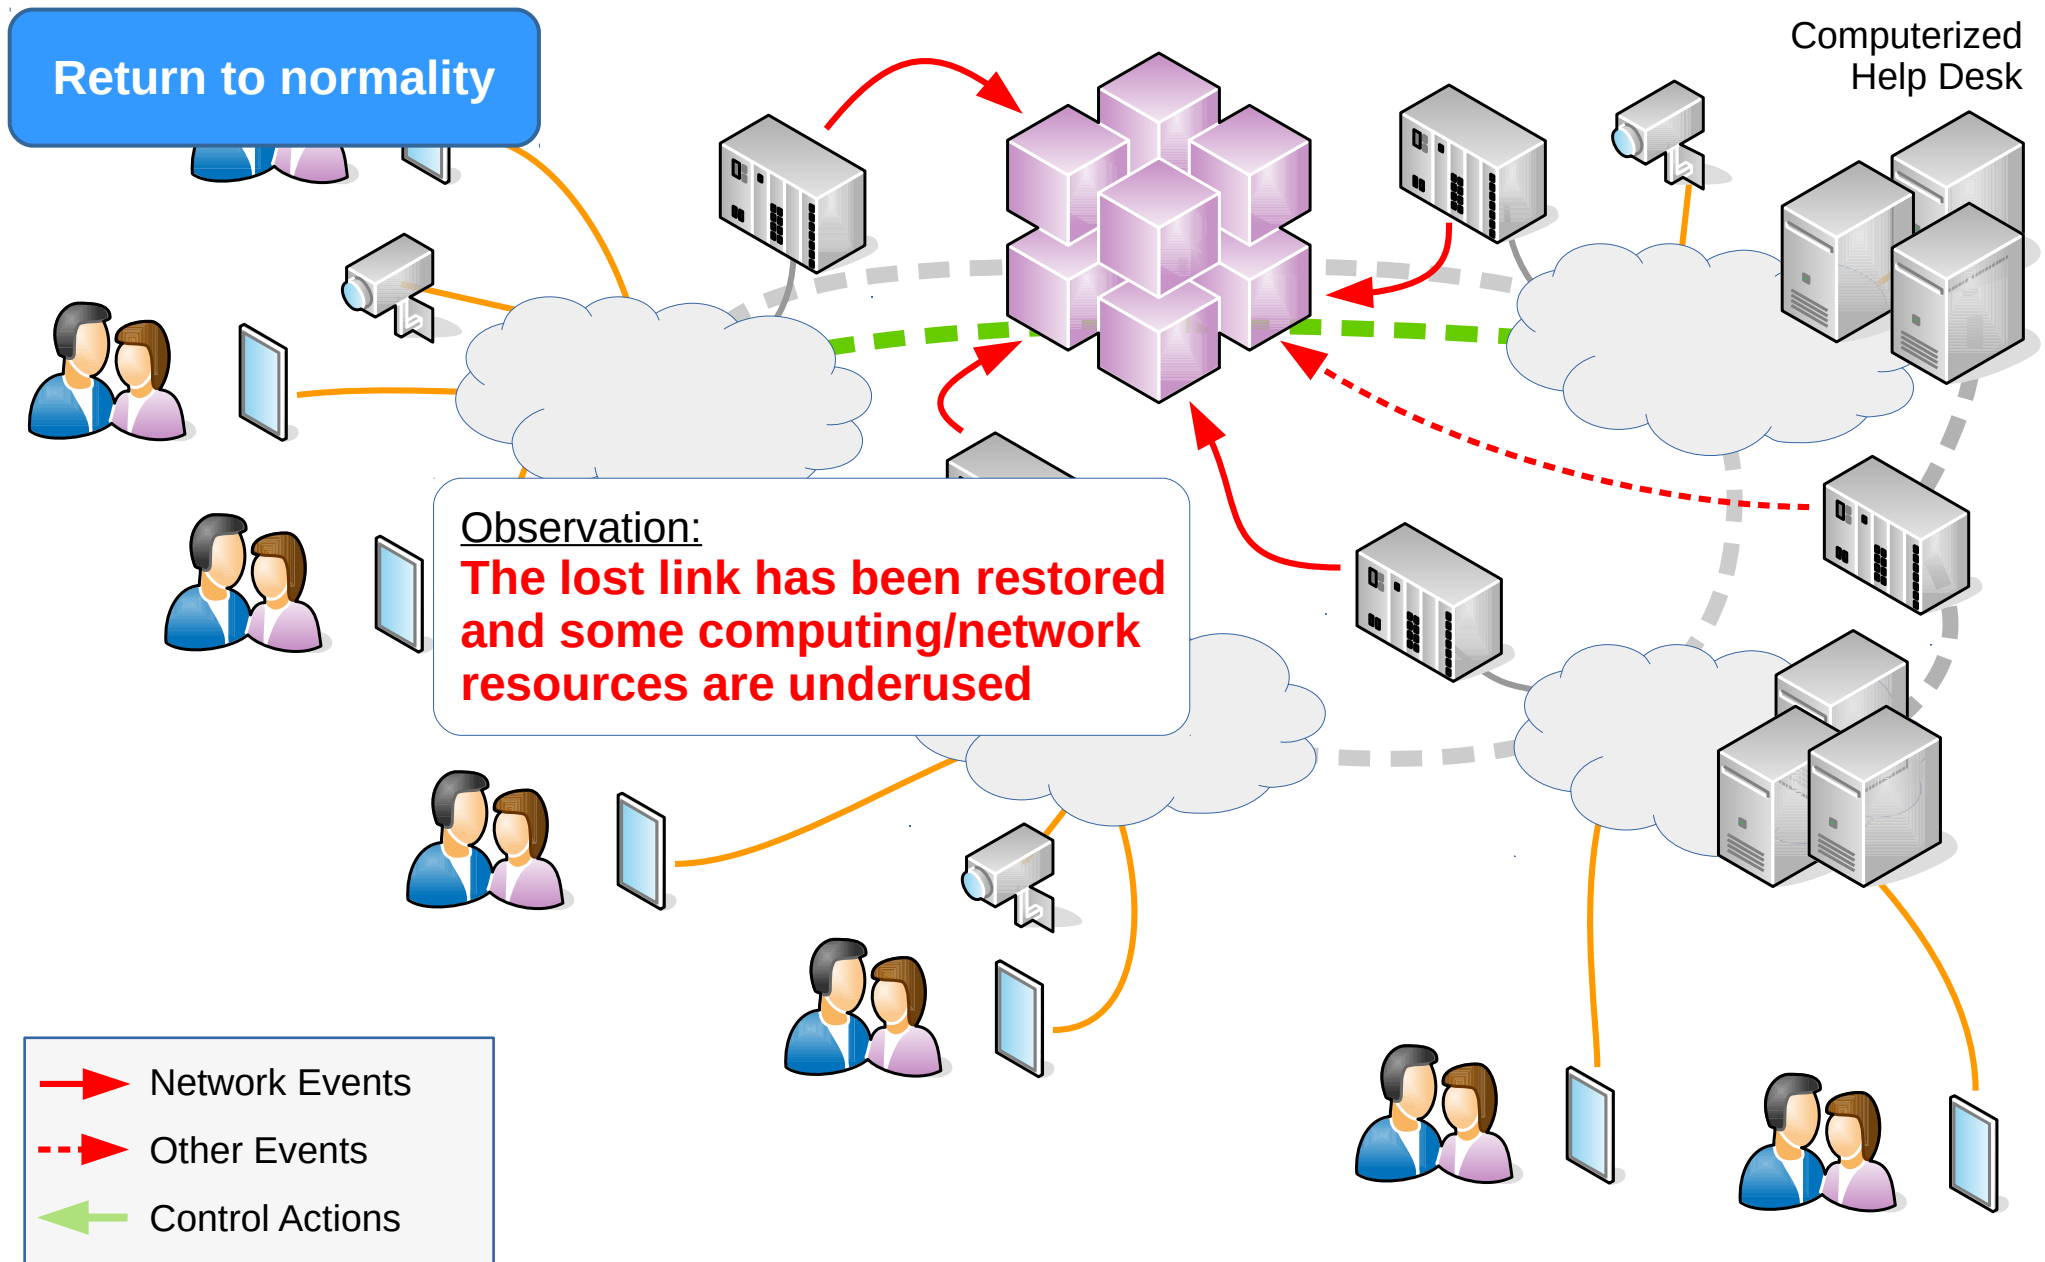 Return to normality
Computerized
Help Desk
Observation:
The lost link has been restored
and some computing/network
resources are underused
Network Events
Other Events
Control Actions